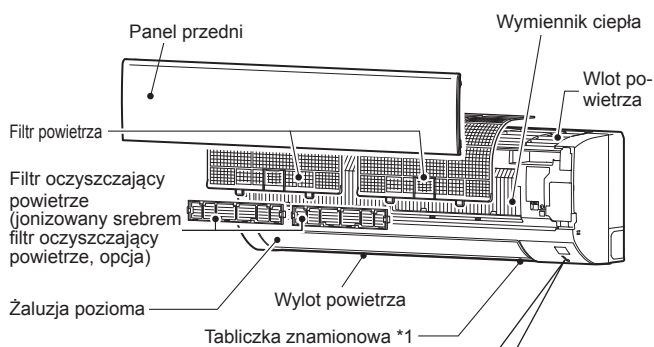 Panel przedni
Wymiennik ciepła
Wlot po-
wietrza
Filtr powietrza
Filtr oczyszczający
powietrze
(jonizowany srebrem
filtr oczyszczający
powietrze, opcja)
Żaluzja pozioma
Wylot powietrza
Tabliczka znamionowa *1